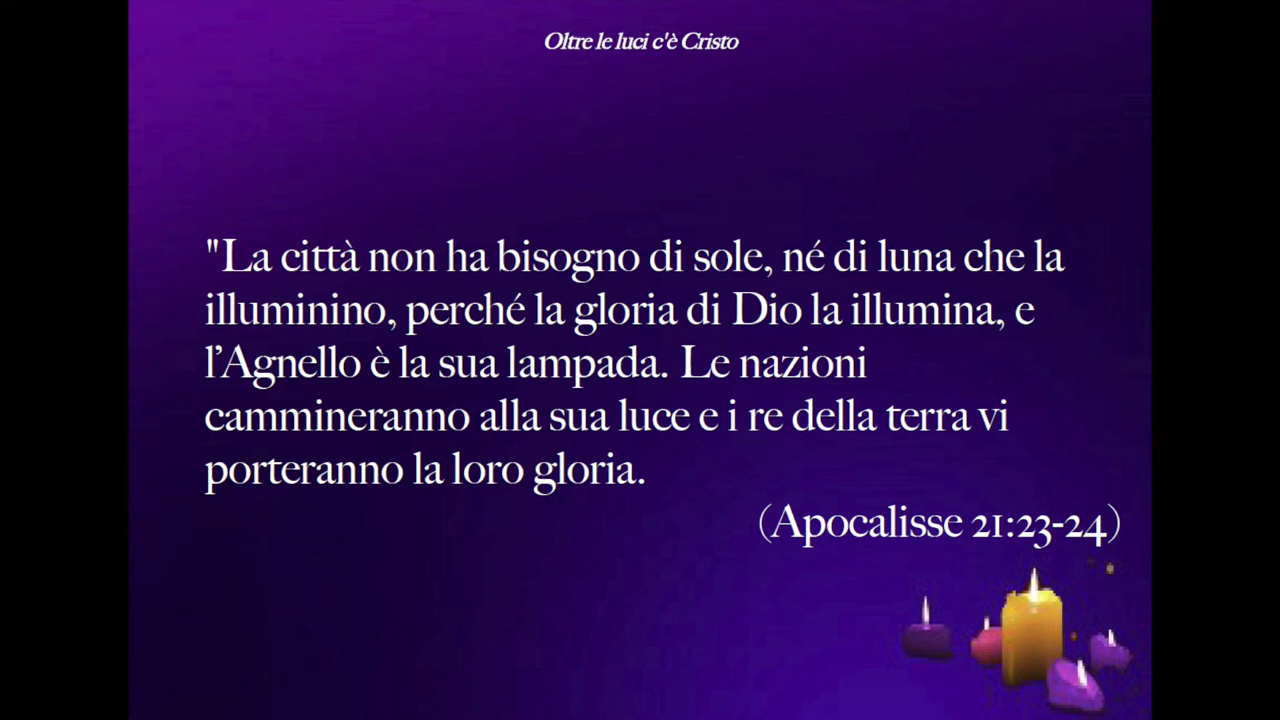 Oltre le luci c'è Cristo
"La città non ha bisogno di sole, né di luna che la
illuminino, perché la gloria di Dio la illumina, e
l’Agnello è la sua lampada. Le nazioni
cammineranno alla sua luce e i re della terra vi
porteranno la loro gloria.
(Apocalisse 21:23-24)